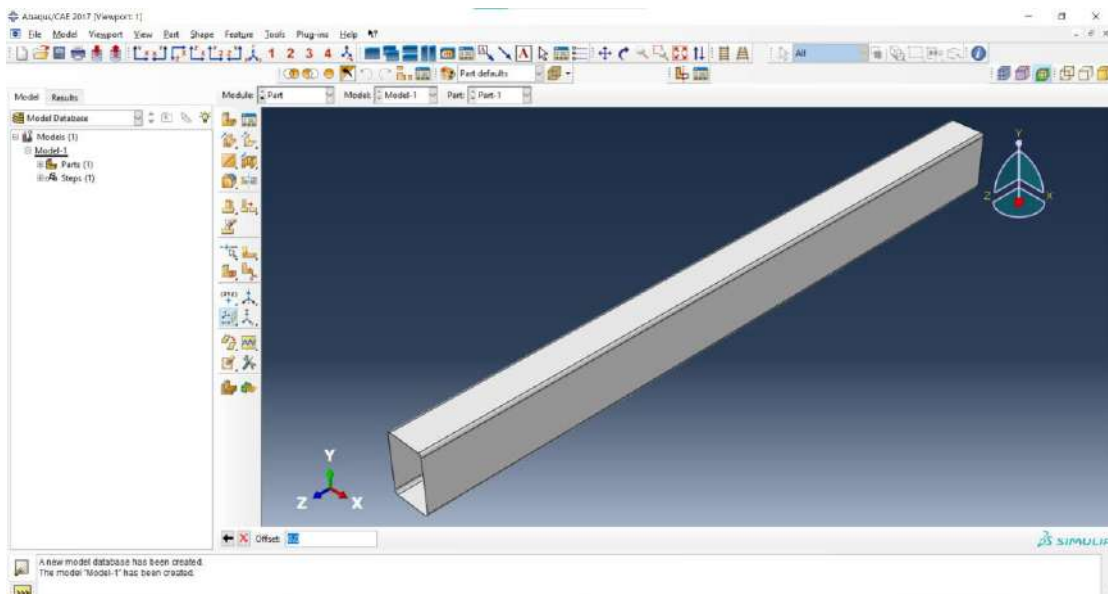 Abaqus/CAE 2017 [Viewport: 1]
File Model Viewport View Part Shape Feature Tools Plug-ins Help
1 2 3 4 A All
Part defaults
Model Results
Module: Part Model: Model-1 Part: Part-1
Model Database
Models (1)
Model-1
Parts (1)
Steps (1)
Y
Z X
Y
Z X
Offset:
SIMULIA
A new model database has been created.
The model "Model-1" has been created.